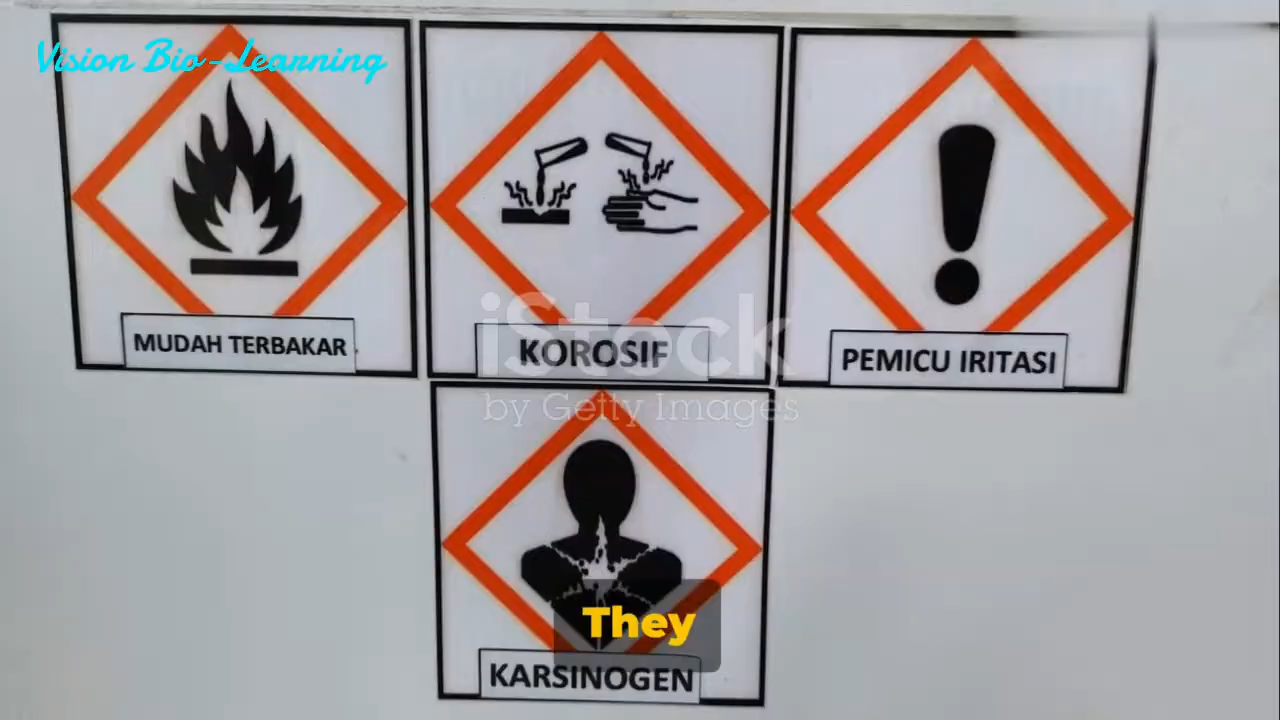 Vision Bio-Learning
MUDAH TERBAKAR
KOROSIF
PEMICU IRITASI
iStock
by Getty Images
They
KARSINOGEN